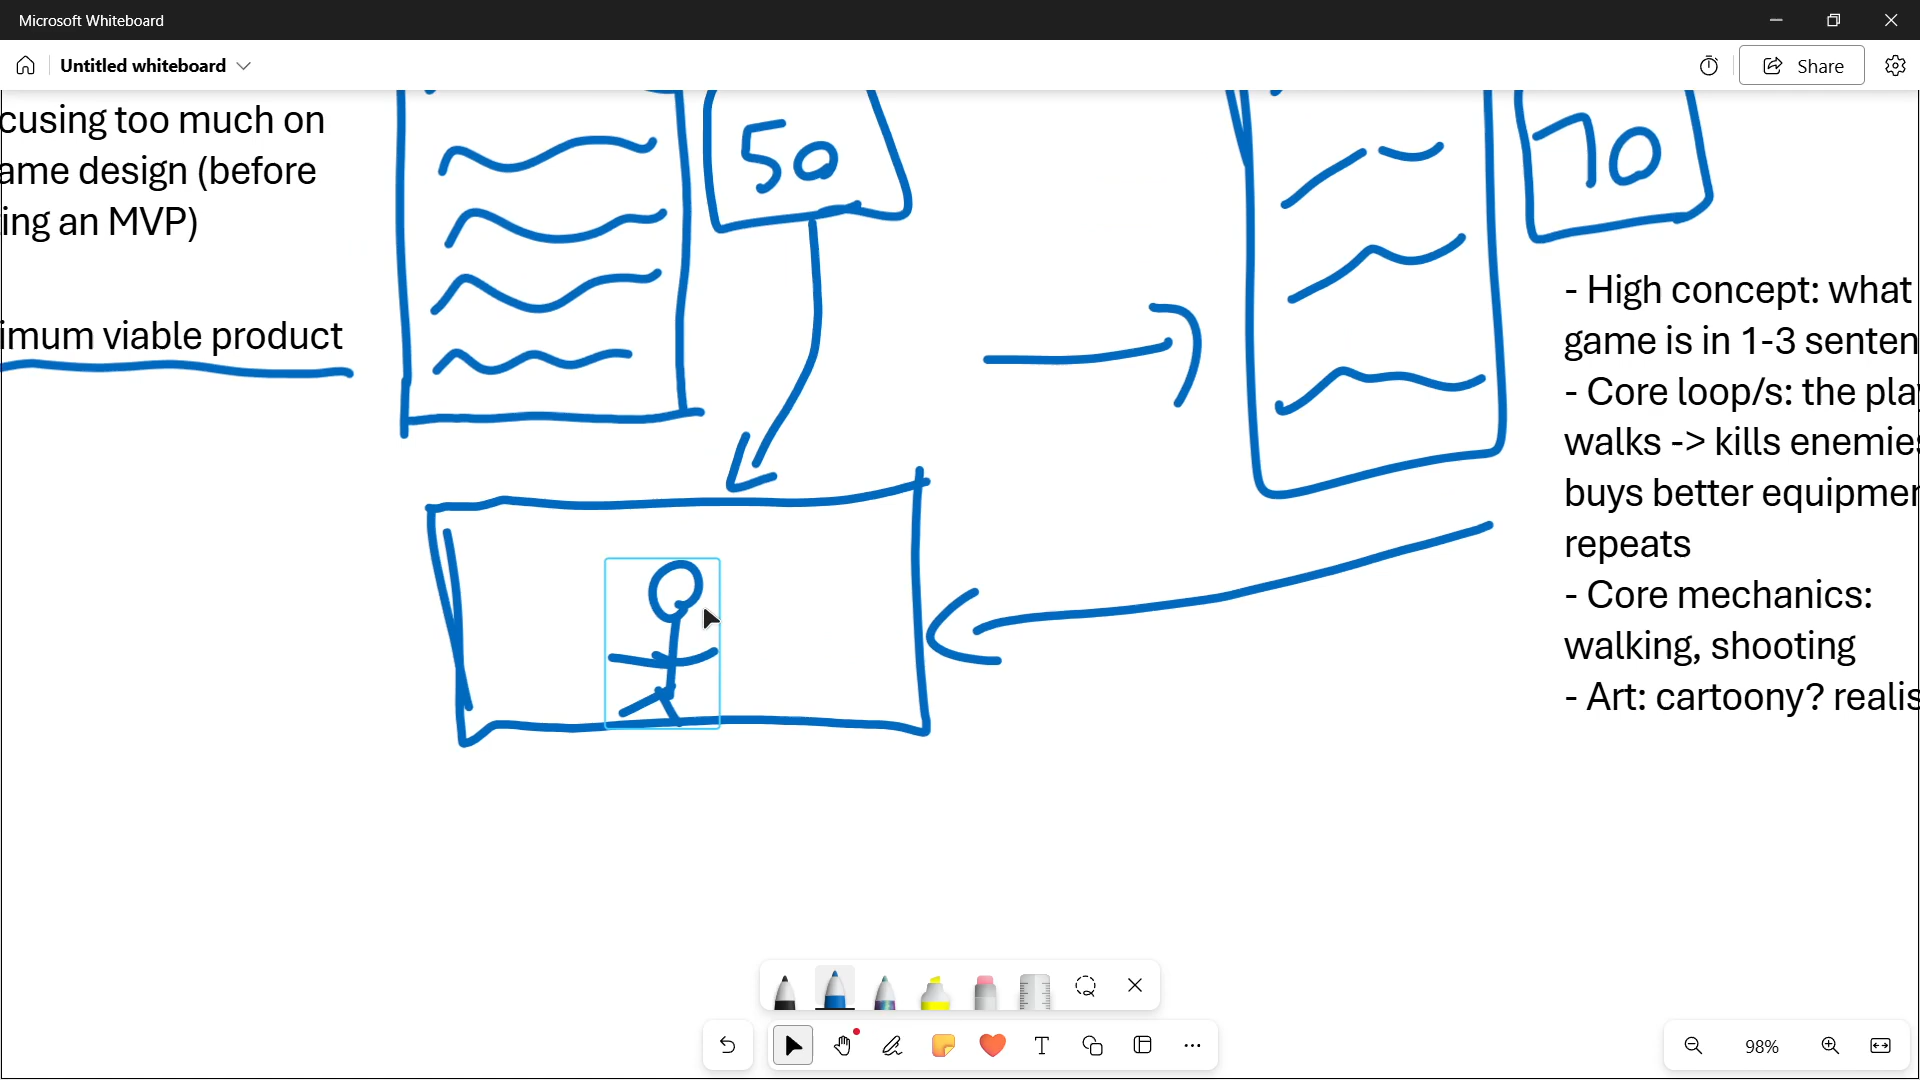 Microsoft Whiteboard
Untitled whiteboard
Share
cusing too much on
ame design (before
ing an MVP)
imum viable product
50
70
- High concept: what
game is in 1-3 senten
- Core loop/s: the pla
walks -> kills enemies
buys better equipmen
repeats
- Core mechanics:
walking, shooting
- Art: cartoony? realis
98%